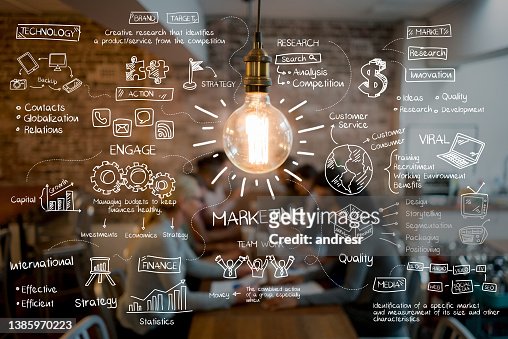 TECHNOLOGY
Backup
Contacts
Globalization
Relations
BRAND
TARGET
Creative research that identifies
a product/service from the competition
ACTION
STRATEGY
RESEARCH
Search
Analysis
Competition
MARKETS
Research
Innovation
Ideas
Quality
Research & Development
ENGAGE
Capital
Growth
Managing budgets to keep
finances healthy.
Investments
Economics
Strategy
Customer
Service
Customer
Consumer
VIRAL
Training
Recruitment
Working Environment
Benefits
MARKE
TEAM W
Design
Storytelling
Segmentation
Packaging
Positioning
Quality
International
Effective
Efficient
Strategy
FINANCE
Statistics
Money
The combined action
of a group, especially
when
MEDIA
BLOG
Identification of a specific market
and measurement of its size and other
characteristics
gettyimages
Credit: andresr
1385970223